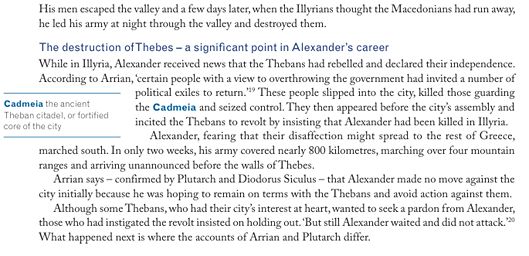 His men escaped the valley and a few days later, when the Illyrians thought the Macedonians had run away,
he led his army at night through the valley and destroyed them.
The destruction of Thebes – a significant point in Alexander's career
While in Illyria, Alexander received news that the Thebans had rebelled and declared their independence.
According to Arrian, 'certain people with a view to overthrowing the government had invited a number of
political exiles to return.'19 These people slipped into the city, killed those guarding
the Cadmeia and seized control. They then appeared before the city's assembly and
incited the Thebans to revolt by insisting that Alexander had been killed in Illyria.
Cadmeia the ancient
Theban citadel, or fortified
core of the city
Alexander, fearing that their disaffection might spread to the rest of Greece,
marched south. In only two weeks, his army covered nearly 800 kilometres, marching over four mountain
ranges and arriving unannounced before the walls of Thebes.
Arrian says – confirmed by Plutarch and Diodorus Siculus – that Alexander made no move against the
city initially because he was hoping to remain on terms with the Thebans and avoid action against them.
Although some Thebans, who had their city's interest at heart, wanted to seek a pardon from Alexander,
those who had instigated the revolt insisted on holding out. 'But still Alexander waited and did not attack.'20
What happened next is where the accounts of Arrian and Plutarch differ.